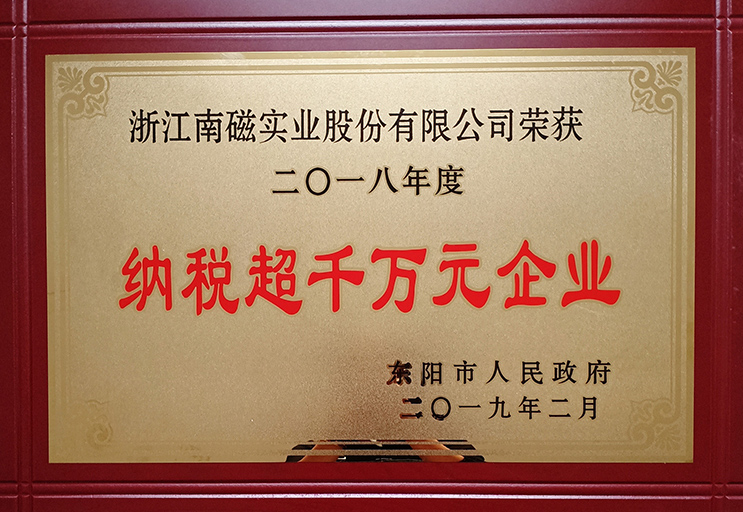 浙江南磁实业股份有限公司荣获
二〇一八年度
纳税超千万元企业
东阳市人民政府
二〇一九年二月